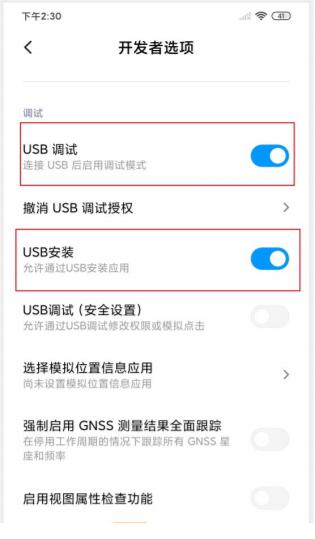 下午2:30
41
开发者选项
调试
USB 调试
连接 USB 后启用调试模式
撤消 USB 调试授权
USB安装
允许通过USB安装应用
USB调试（安全设置）
允许通过USB调试修改权限或模拟点击
选择模拟位置信息应用
尚未设置模拟位置信息应用
强制启用 GNSS 测量结果全面跟踪
在停用工作周期的情况下跟踪所有 GNSS 星
座和频率
启用视图属性检查功能